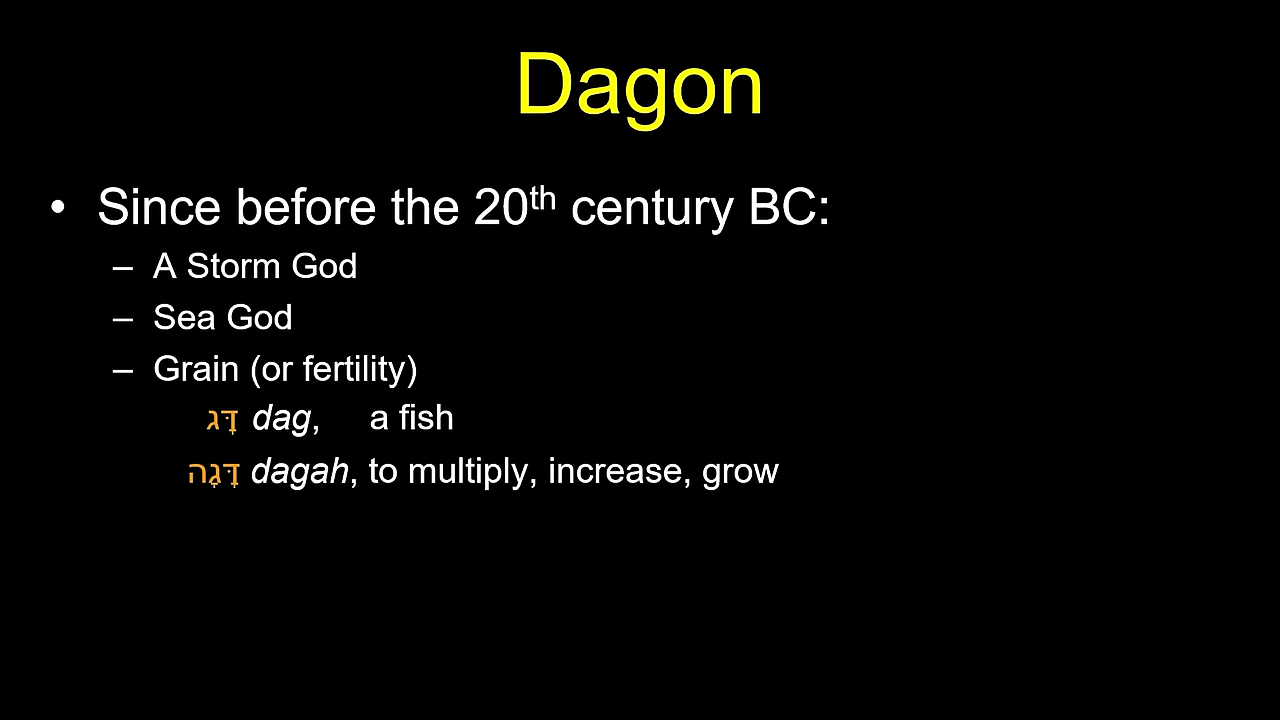 Dagon
• Since before the 20th century BC:
– A Storm God
– Sea God
– Grain (or fertility)
דָּג dag, a fish
דָּגָה dagah, to multiply, increase, grow